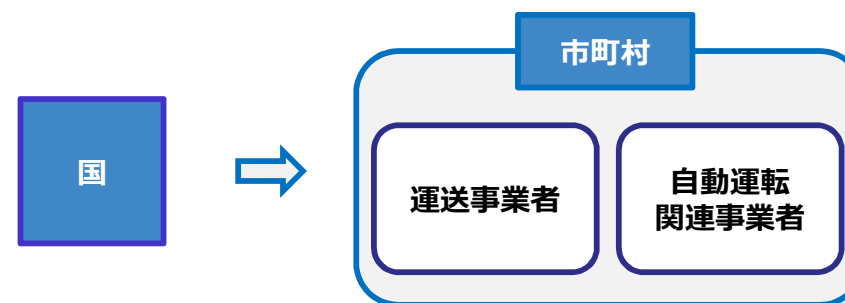 市町村
国
運送事業者
自動運転
関連事業者